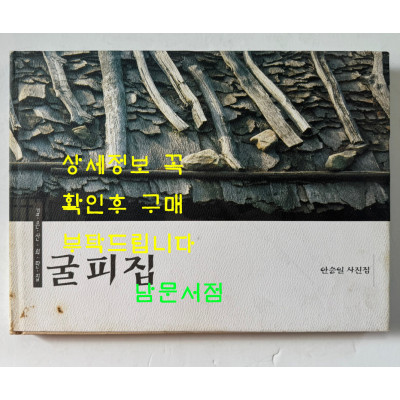 상세정보 꼭
확인후 구매
부탁드립니다
굴피집
남문서점
안승일 사진집